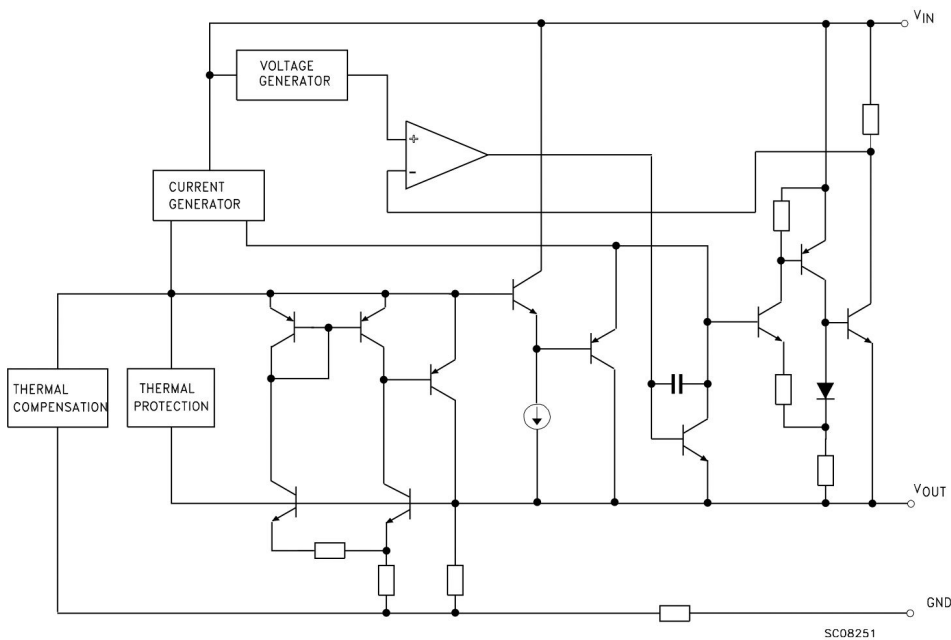 VIN
VOLTAGE
GENERATOR
+
-
CURRENT
GENERATOR
THERMAL
COMPENSATION
THERMAL
PROTECTION
VOUT
GND
SC08251